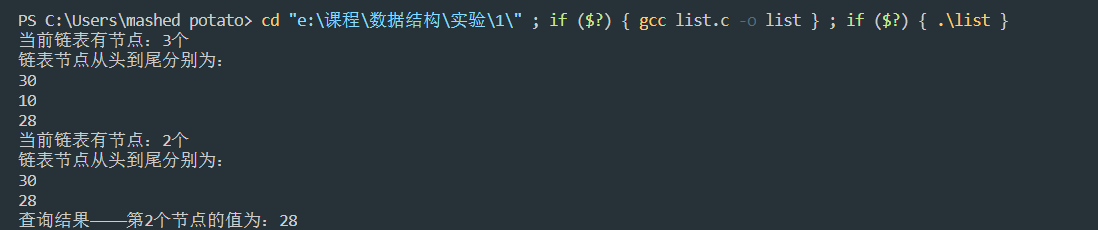 PS C:\Users\mashed potato> cd "e:\课程\数据结构\实验\1\" ; if ($?) { gcc list.c -o list } ; if ($?) { .\list }
当前链表有节点：3个
链表节点从头到尾分别为：
30
10
28
当前链表有节点：2个
链表节点从头到尾分别为：
30
28
查询结果————第2个节点的值为：28